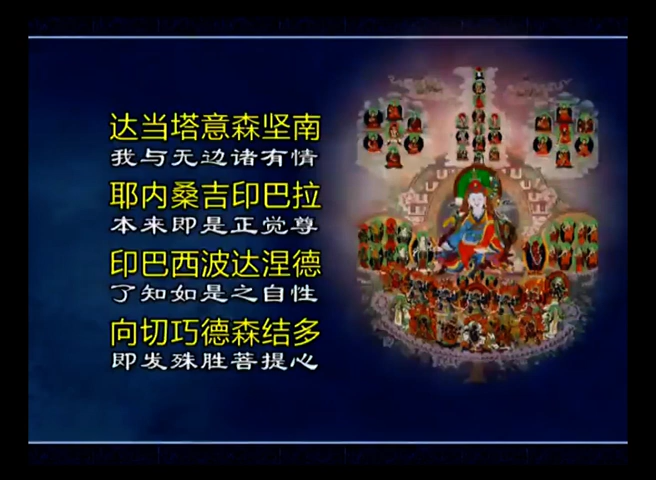 达当塔意森坚南
我与无边诸有情
耶内桑吉印巴拉
本来即是正觉尊
印巴西波达涅德
了知如是之自性
向切巧德森结多
即发殊胜菩提心